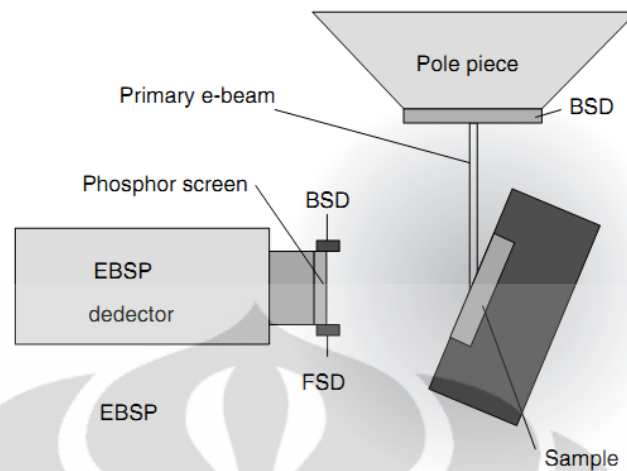 Pole piece
Primary e-beam
BSD
Phosphor screen
BSD
EBSP
dedector
FSD
EBSP
Sample